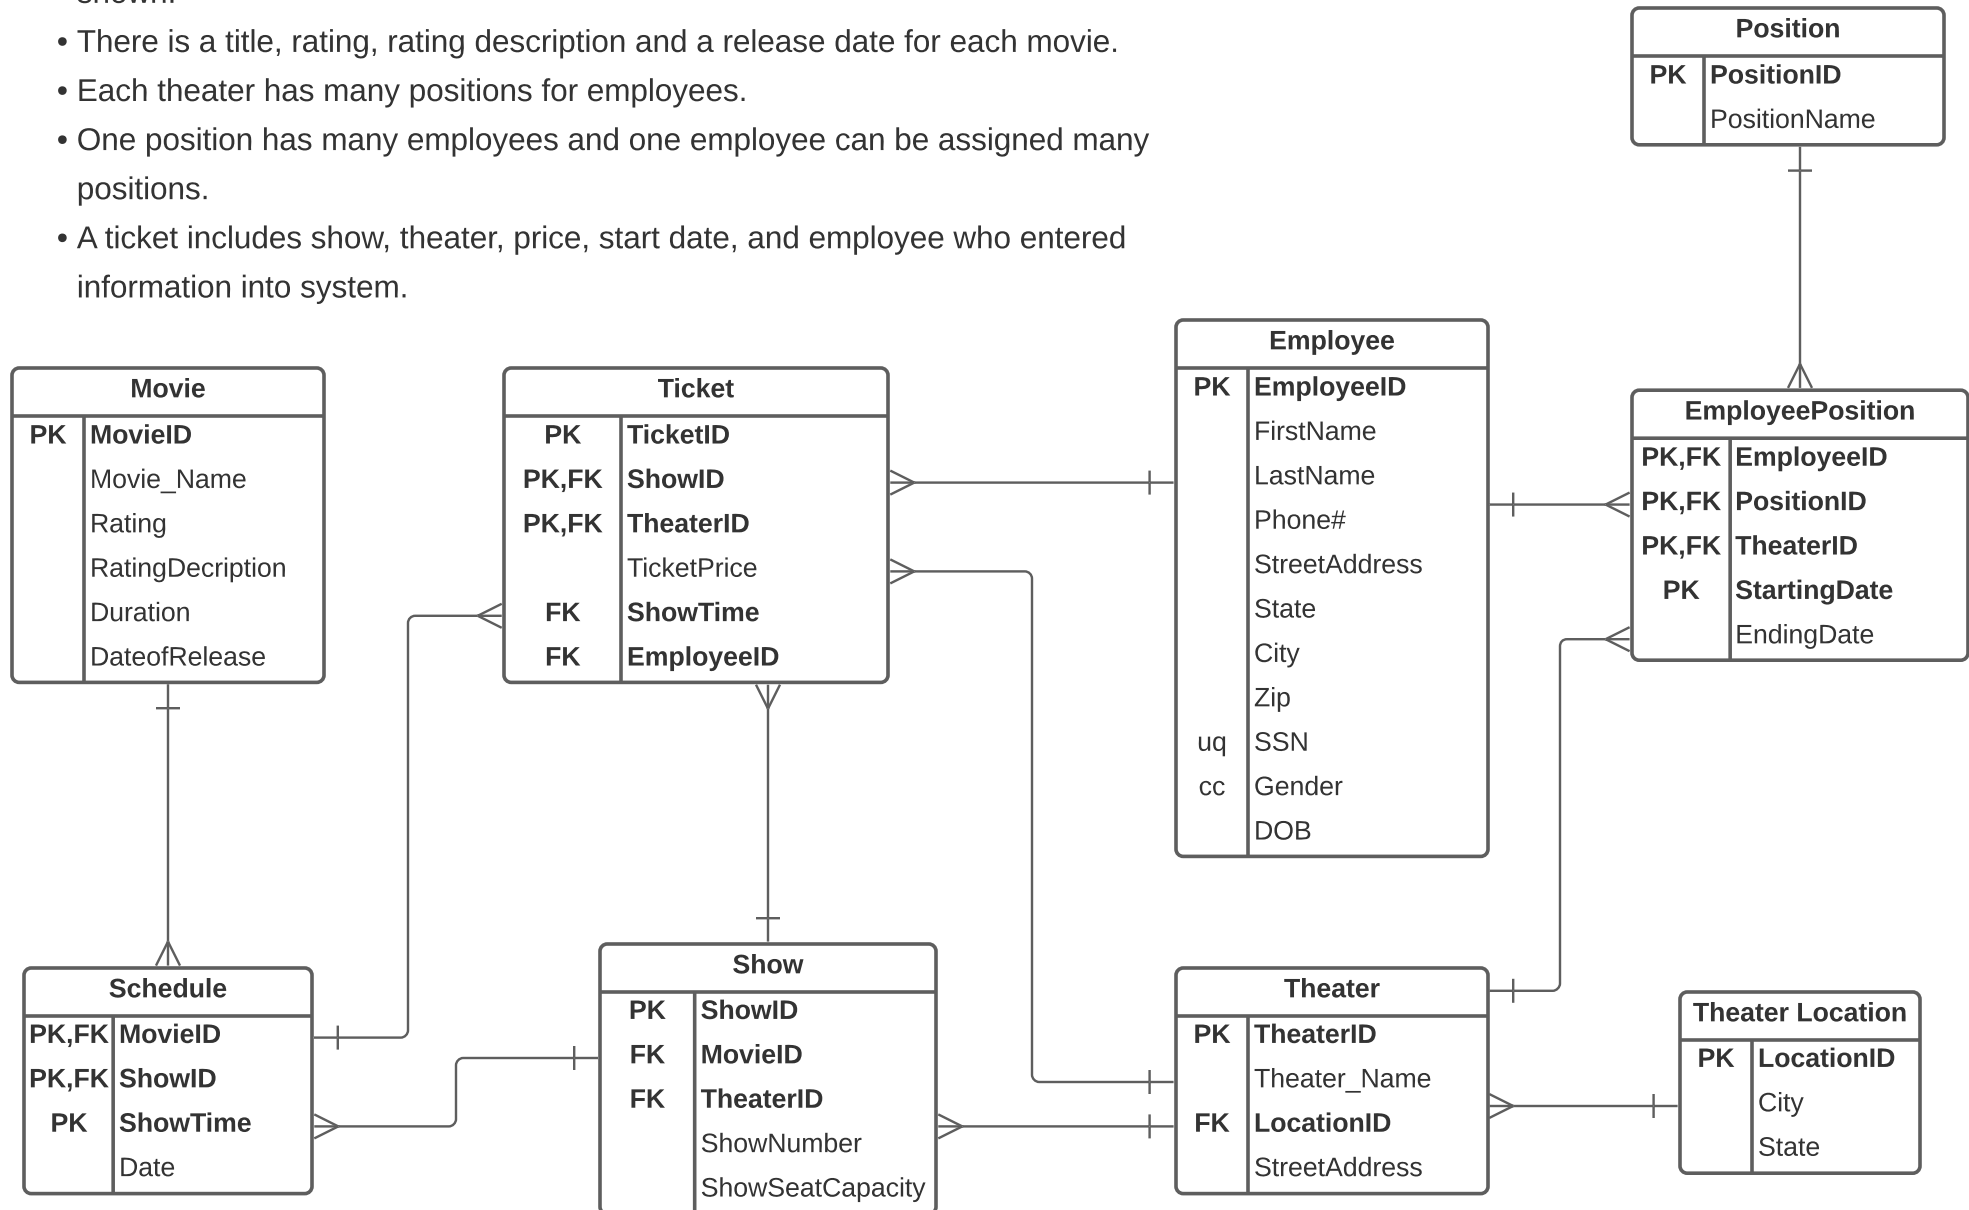 shown.
• There is a title, rating, rating description and a release date for each movie.
• Each theater has many positions for employees.
• One position has many employees and one employee can be assigned many
positions.
• A ticket includes show, theater, price, start date, and employee who entered
information into system.
Position
PK PositionID
PositionName
Employee
PK EmployeeID
FirstName
LastName
Phone#
StreetAddress
State
City
Zip
uq SSN
cc Gender
DOB
Movie
PK MovieID
Movie_Name
Rating
RatingDecription
Duration
DateofRelease
Ticket
PK TicketID
PK,FK ShowID
PK,FK TheaterID
TicketPrice
FK ShowTime
FK EmployeeID
EmployeePosition
PK,FK EmployeeID
PK,FK PositionID
PK,FK TheaterID
PK StartingDate
EndingDate
Schedule
PK,FK MovieID
PK,FK ShowID
PK ShowTime
Date
Show
PK ShowID
FK MovieID
FK TheaterID
ShowNumber
ShowSeatCapacity
Theater
PK TheaterID
Theater_Name
FK LocationID
StreetAddress
Theater Location
PK LocationID
City
State